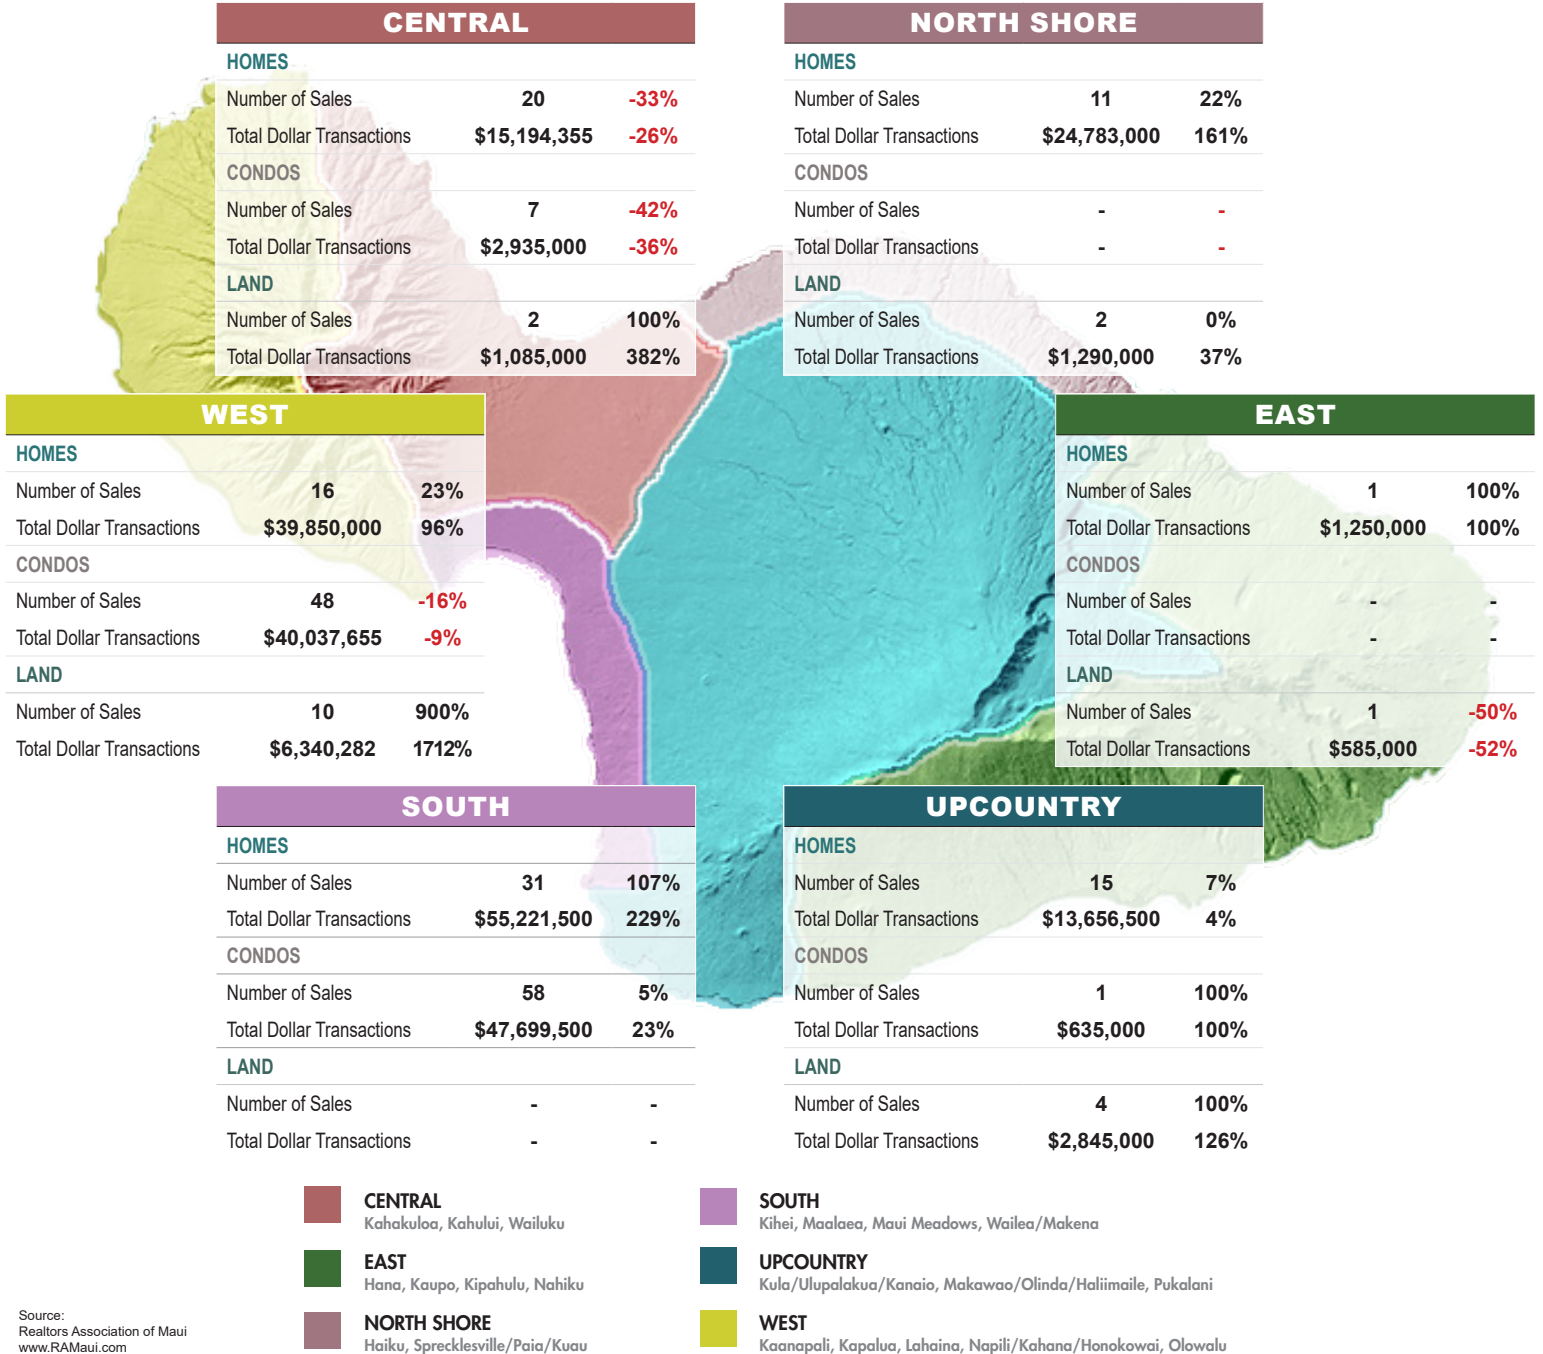 CENTRAL
HOMES
Number of Sales 20 -33%
Total Dollar Transactions $15,194,355 -26%
CONDOS
Number of Sales 7 -42%
Total Dollar Transactions $2,935,000 -36%
LAND
Number of Sales 2 100%
Total Dollar Transactions $1,085,000 382%
NORTH SHORE
HOMES
Number of Sales 11 22%
Total Dollar Transactions $24,783,000 161%
CONDOS
Number of Sales - -
Total Dollar Transactions - -
LAND
Number of Sales 2 0%
Total Dollar Transactions $1,290,000 37%
WEST
HOMES
Number of Sales 16 23%
Total Dollar Transactions $39,850,000 96%
CONDOS
Number of Sales 48 -16%
Total Dollar Transactions $40,037,655 -9%
LAND
Number of Sales 10 900%
Total Dollar Transactions $6,340,282 1712%
EAST
HOMES
Number of Sales 1 100%
Total Dollar Transactions $1,250,000 100%
CONDOS
Number of Sales - -
Total Dollar Transactions - -
LAND
Number of Sales 1 -50%
Total Dollar Transactions $585,000 -52%
SOUTH
HOMES
Number of Sales 31 107%
Total Dollar Transactions $55,221,500 229%
CONDOS
Number of Sales 58 5%
Total Dollar Transactions $47,699,500 23%
LAND
Number of Sales - -
Total Dollar Transactions - -
UPCOUNTRY
HOMES
Number of Sales 15 7%
Total Dollar Transactions $13,656,500 4%
CONDOS
Number of Sales 1 100%
Total Dollar Transactions $635,000 100%
LAND
Number of Sales 4 100%
Total Dollar Transactions $2,845,000 126%
CENTRAL
Kahakuloa, Kahului, Wailuku
EAST
Hana, Kaupo, Kipahulu, Nahiku
NORTH SHORE
Haiku, Sprecklesville/Paia/Kuau
SOUTH
Kihei, Maalaea, Maui Meadows, Wailea/Makena
UPCOUNTRY
Kula/Ulupalakua/Kanaio, Makawao/Olinda/Haliimaile, Pukalani
WEST
Kaanapali, Kapalua, Lahaina, Napili/Kahana/Honokowai, Olowalu
Source:
Realtors Association of Maui
www.RAMaui.com